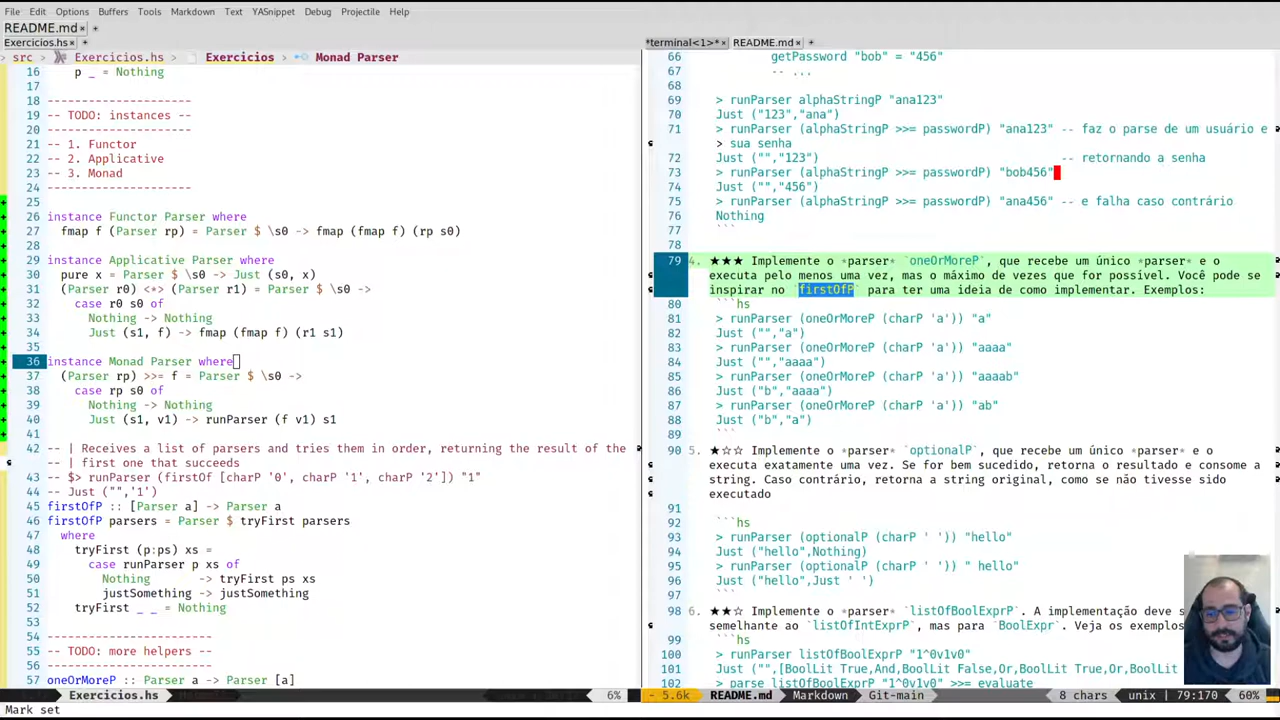 File Edit Options Buffers Tools Markdown Text YASnippet Debug Projectile Help
README.md× +
Exercicios.hs× +
src > Exercicios.hs > Exercicios > Monad Parser
16 p _ = Nothing
17
18 ---------------------
19 -- TODO: instances --
20 ---------------------
21 -- 1. Functor
22 -- 2. Applicative
23 -- 3. Monad
24 ---------------------
25
26 instance Functor Parser where
27 fmap f (Parser rp) = Parser $ \s0 -> fmap (fmap f) (rp s0)
28
29 instance Applicative Parser where
30 pure x = Parser $ \s0 -> Just (s0, x)
31 (Parser r0) <*> (Parser r1) = Parser $ \s0 ->
32 case r0 s0 of
33 Nothing -> Nothing
34 Just (s1, f) -> fmap (fmap f) (r1 s1)
35
36 instance Monad Parser where
37 (Parser rp) >>= f = Parser $ \s0 ->
38 case rp s0 of
39 Nothing -> Nothing
40 Just (s1, v1) -> runParser (f v1) s1
41
42 -- | Receives a list of parsers and tries them in order, returning the result of the
-- | first one that succeeds
43 -- $> runParser (firstOf [charP '0', charP '1', charP '2']) "1"
44 -- Just ("",'1')
45 firstOfP :: [Parser a] -> Parser a
46 firstOfP parsers = Parser $ tryFirst parsers
47 where
48 tryFirst (p:ps) xs =
49 case runParser p xs of
50 Nothing -> tryFirst ps xs
51 justSomething -> justSomething
52 tryFirst _ _ = Nothing
53
54 ------------------------
55 -- TODO: more helpers --
56 ------------------------
57 oneOrMoreP :: Parser a -> Parser [a]
Exercicios.hs 6%
Mark set
*terminal<1>*× README.md× +
66 getPassword "bob" = "456"
67 -- ...
68
69 > runParser alphaStringP "ana123"
70 Just ("123","ana")
71 > runParser (alphaStringP >>= passwordP) "ana123" -- faz o parse de um usuário e
> sua senha
72 Just ("","123") -- retornando a senha
73 > runParser (alphaStringP >>= passwordP) "bob456"
74 Just ("","456")
75 > runParser (alphaStringP >>= passwordP) "ana456" -- e falha caso contrário
76 Nothing
77 ```
78
79 4. ★★★ Implemente o *parser* `oneOrMoreP`, que recebe um único *parser* e o
executa pelo menos uma vez, mas o máximo de vezes que for possível. Você pode se
inspirar no `firstOfP` para ter uma ideia de como implementar. Exemplos:
80 ```hs
81 > runParser (oneOrMoreP (charP 'a')) "a"
82 Just ("","a")
83 > runParser (oneOrMoreP (charP 'a')) "aaaa"
84 Just ("","aaaa")
85 > runParser (oneOrMoreP (charP 'a')) "aaaab"
86 Just ("b","aaaa")
87 > runParser (oneOrMoreP (charP 'a')) "ab"
88 Just ("b","a")
89 ```
90 5. ★☆☆ Implemente o *parser* `optionalP`, que recebe um único *parser* e o
executa exatamente uma vez. Se for bem sucedido, retorna o resultado e consome a
string. Caso contrário, retorna a string original, como se não tivesse sido
executado
91
92 ```hs
93 > runParser (optionalP (charP ' ')) "hello"
94 Just ("hello",Nothing)
95 > runParser (optionalP (charP ' ')) " hello"
96 Just ("hello",Just ' ')
97 ```
98 6. ★★☆ Implemente o *parser* `listOfBoolExprP`. A implementação deve s
semelhante ao `listOfIntExprP`, mas para `BoolExpr`. Veja os exemplos
99 ```hs
100 > runParser listOfBoolExprP "1^0v1v0"
101 Just ("",[BoolLit True,And,BoolLit False,Or,BoolLit True,Or,BoolLit
102 > parse listOfBoolExprP "1^0v1v0" >>= evaluate
- 5.6k README.md Markdown Git-main 8 chars unix | 79:170 60%